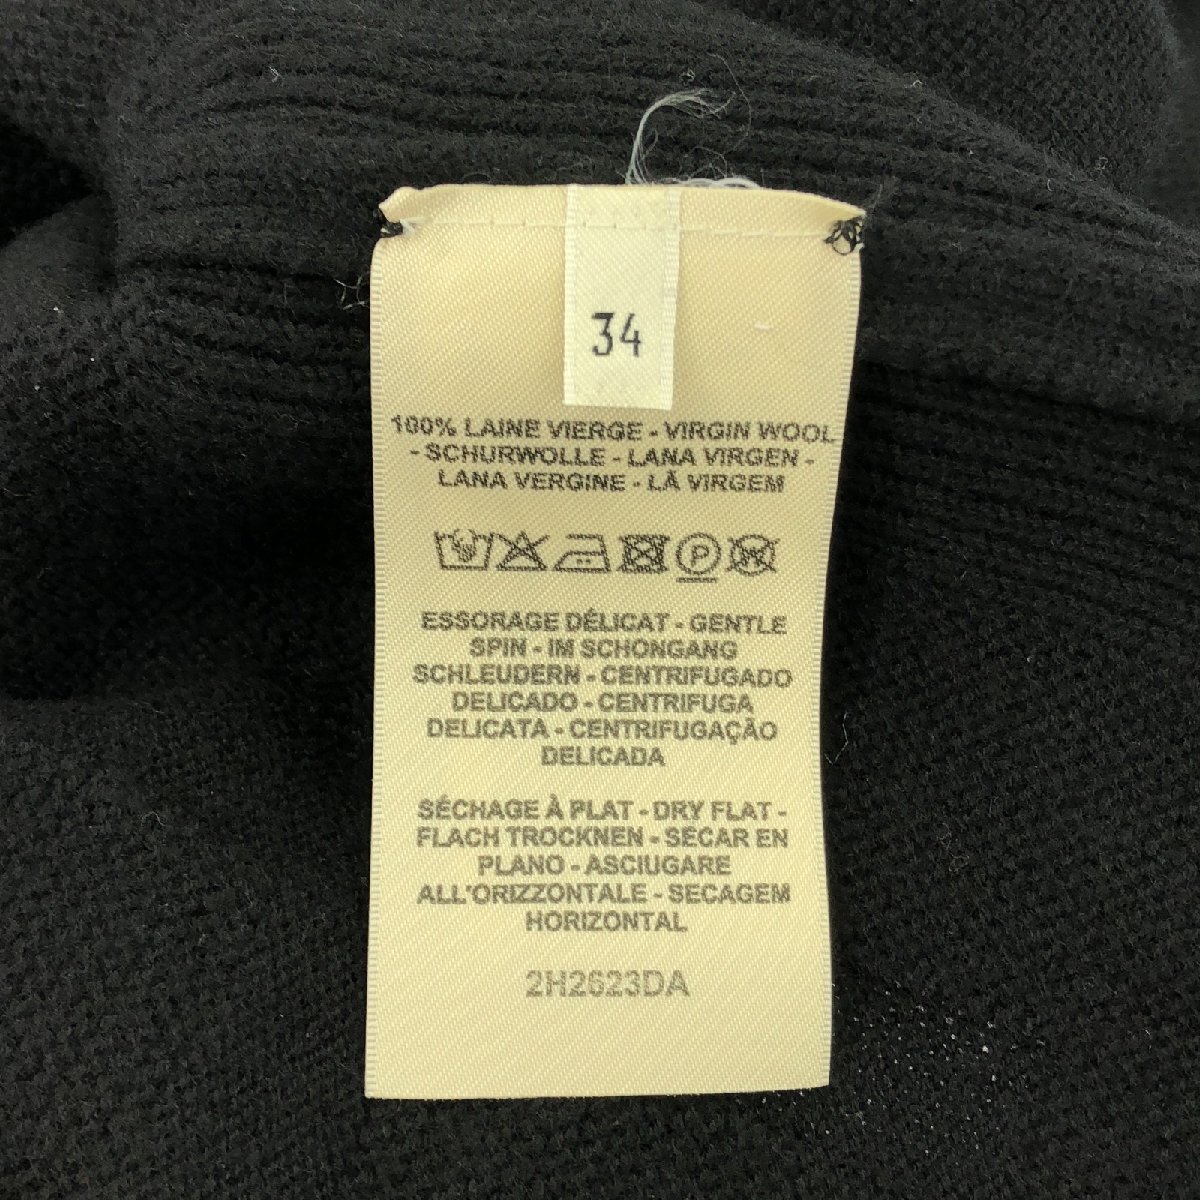 34
100% LAINE VIERGE - VIRGIN WOOL
- SCHURWOLLE - LANA VIRGEN -
LANA VERGINE - LÃ VIRGEM
P W
ESSORAGE DÉLICAT - GENTLE
SPIN - IM SCHONGANG
SCHLEUDERN - CENTRIFUGADO
DELICADO - CENTRIFUGA
DELICATA - CENTRIFUGAÇÃO
DELICADA
SÉCHAGE À PLAT - DRY FLAT -
FLACH TROCKNEN - SECAR EN
PLANO - ASCIUGARE
ALL'ORIZZONTALE - SECAGEM
HORIZONTAL
2H2623DA